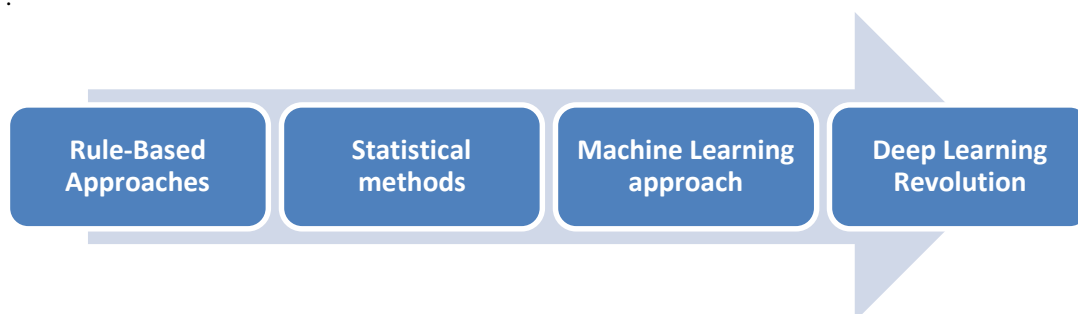 .
Rule-Based
Approaches
Statistical
methods
Machine Learning
approach
Deep Learning
Revolution